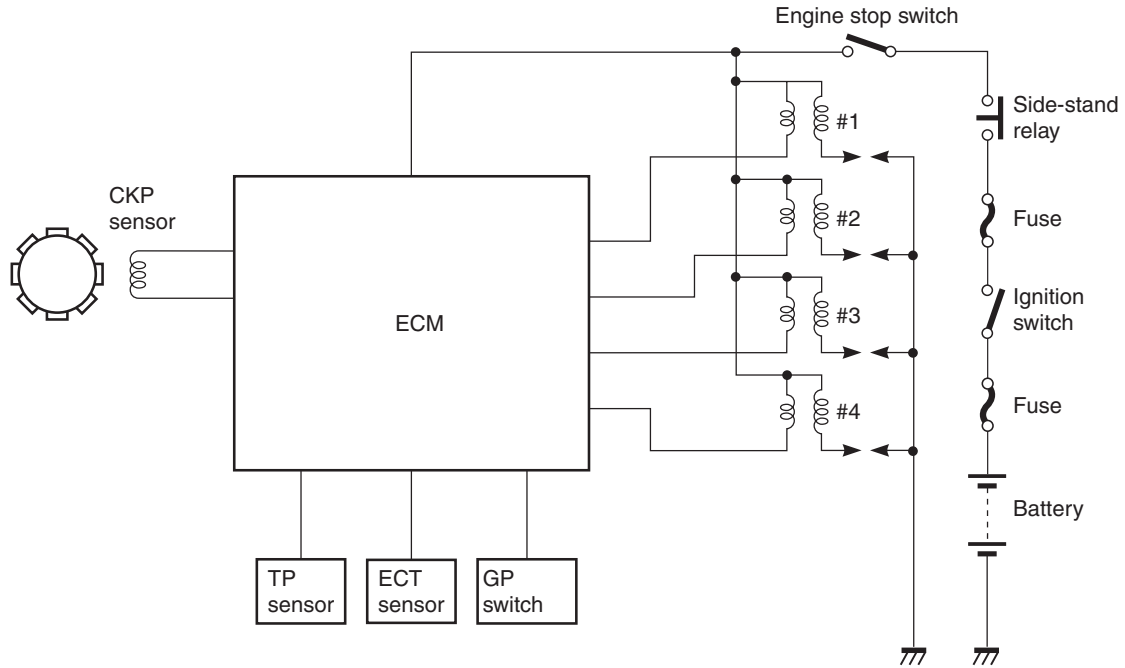 Engine stop switch
Side-stand
relay
#1
CKP
sensor
#2
Fuse
Ignition
switch
#3
ECM
#4
Fuse
Battery
TP
sensor
ECT
sensor
GP
switch